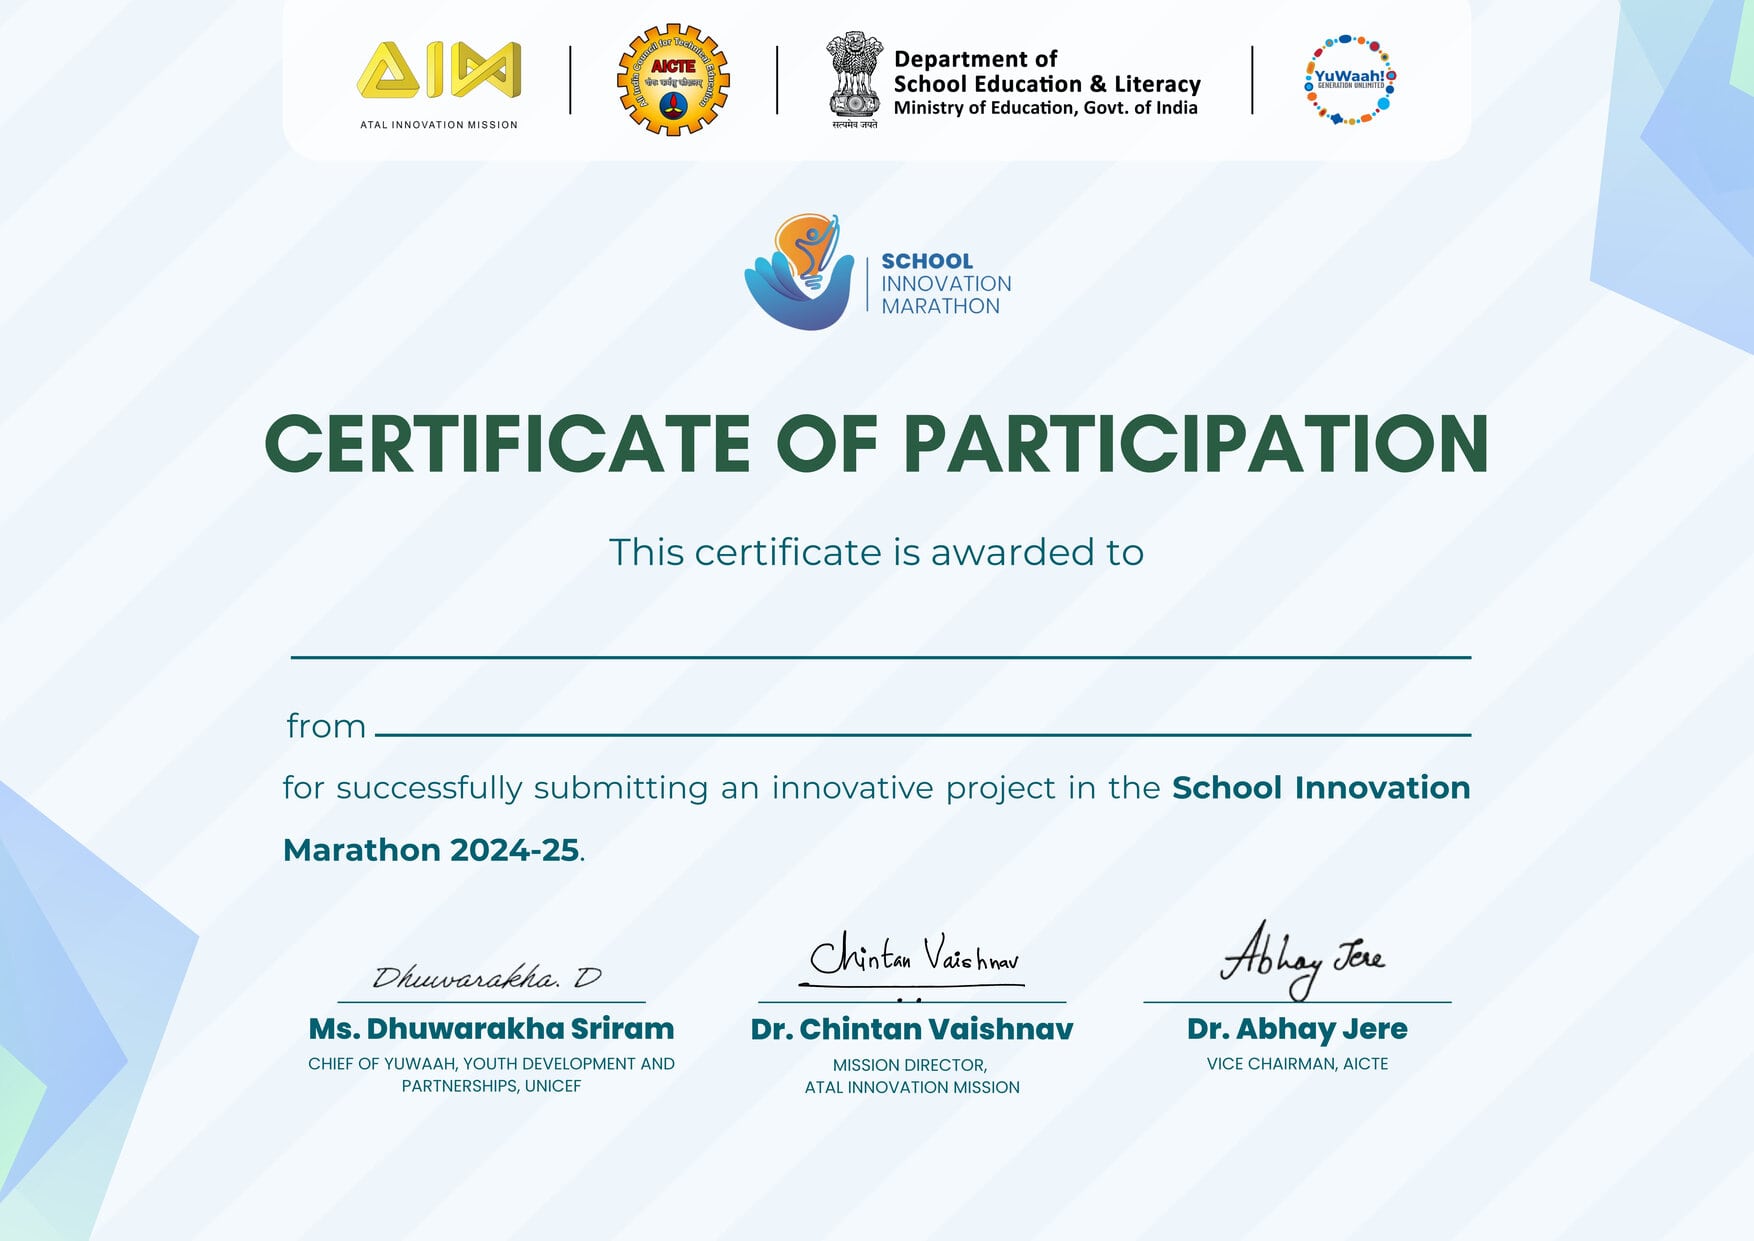 ATAL INNOVATION MISSION
All India Council for Technical Education
AICTE
योगः कर्मसु कौशलम्
सत्यमेव जयते
Department of
School Education & Literacy
Ministry of Education, Govt. of India
YuWaah!
GENERATION UNLIMITED
SCHOOL
INNOVATION
MARATHON
CERTIFICATE OF PARTICIPATION
This certificate is awarded to
from
for successfully submitting an innovative project in the School Innovation
Marathon 2024-25.
Dhuwarakha. D
Ms. Dhuwarakha Sriram
CHIEF OF YUWAAH, YOUTH DEVELOPMENT AND
PARTNERSHIPS, UNICEF
Chintan Vaishnav
Dr. Chintan Vaishnav
MISSION DIRECTOR,
ATAL INNOVATION MISSION
Abhay Jere
Dr. Abhay Jere
VICE CHAIRMAN, AICTE